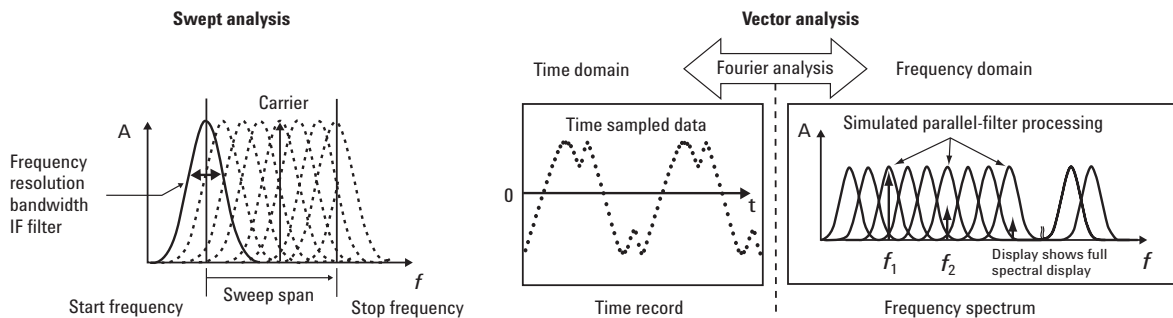 Swept analysis
A
Carrier
Frequency
resolution
bandwidth
IF filter
f
Start frequency
Sweep span
Stop frequency
Vector analysis
Time domain
Fourier analysis
Frequency domain
Time sampled data
0
t
Time record
Simulated parallel-filter processing
A
f1
f2
Display shows full
spectral display
f
Frequency spectrum